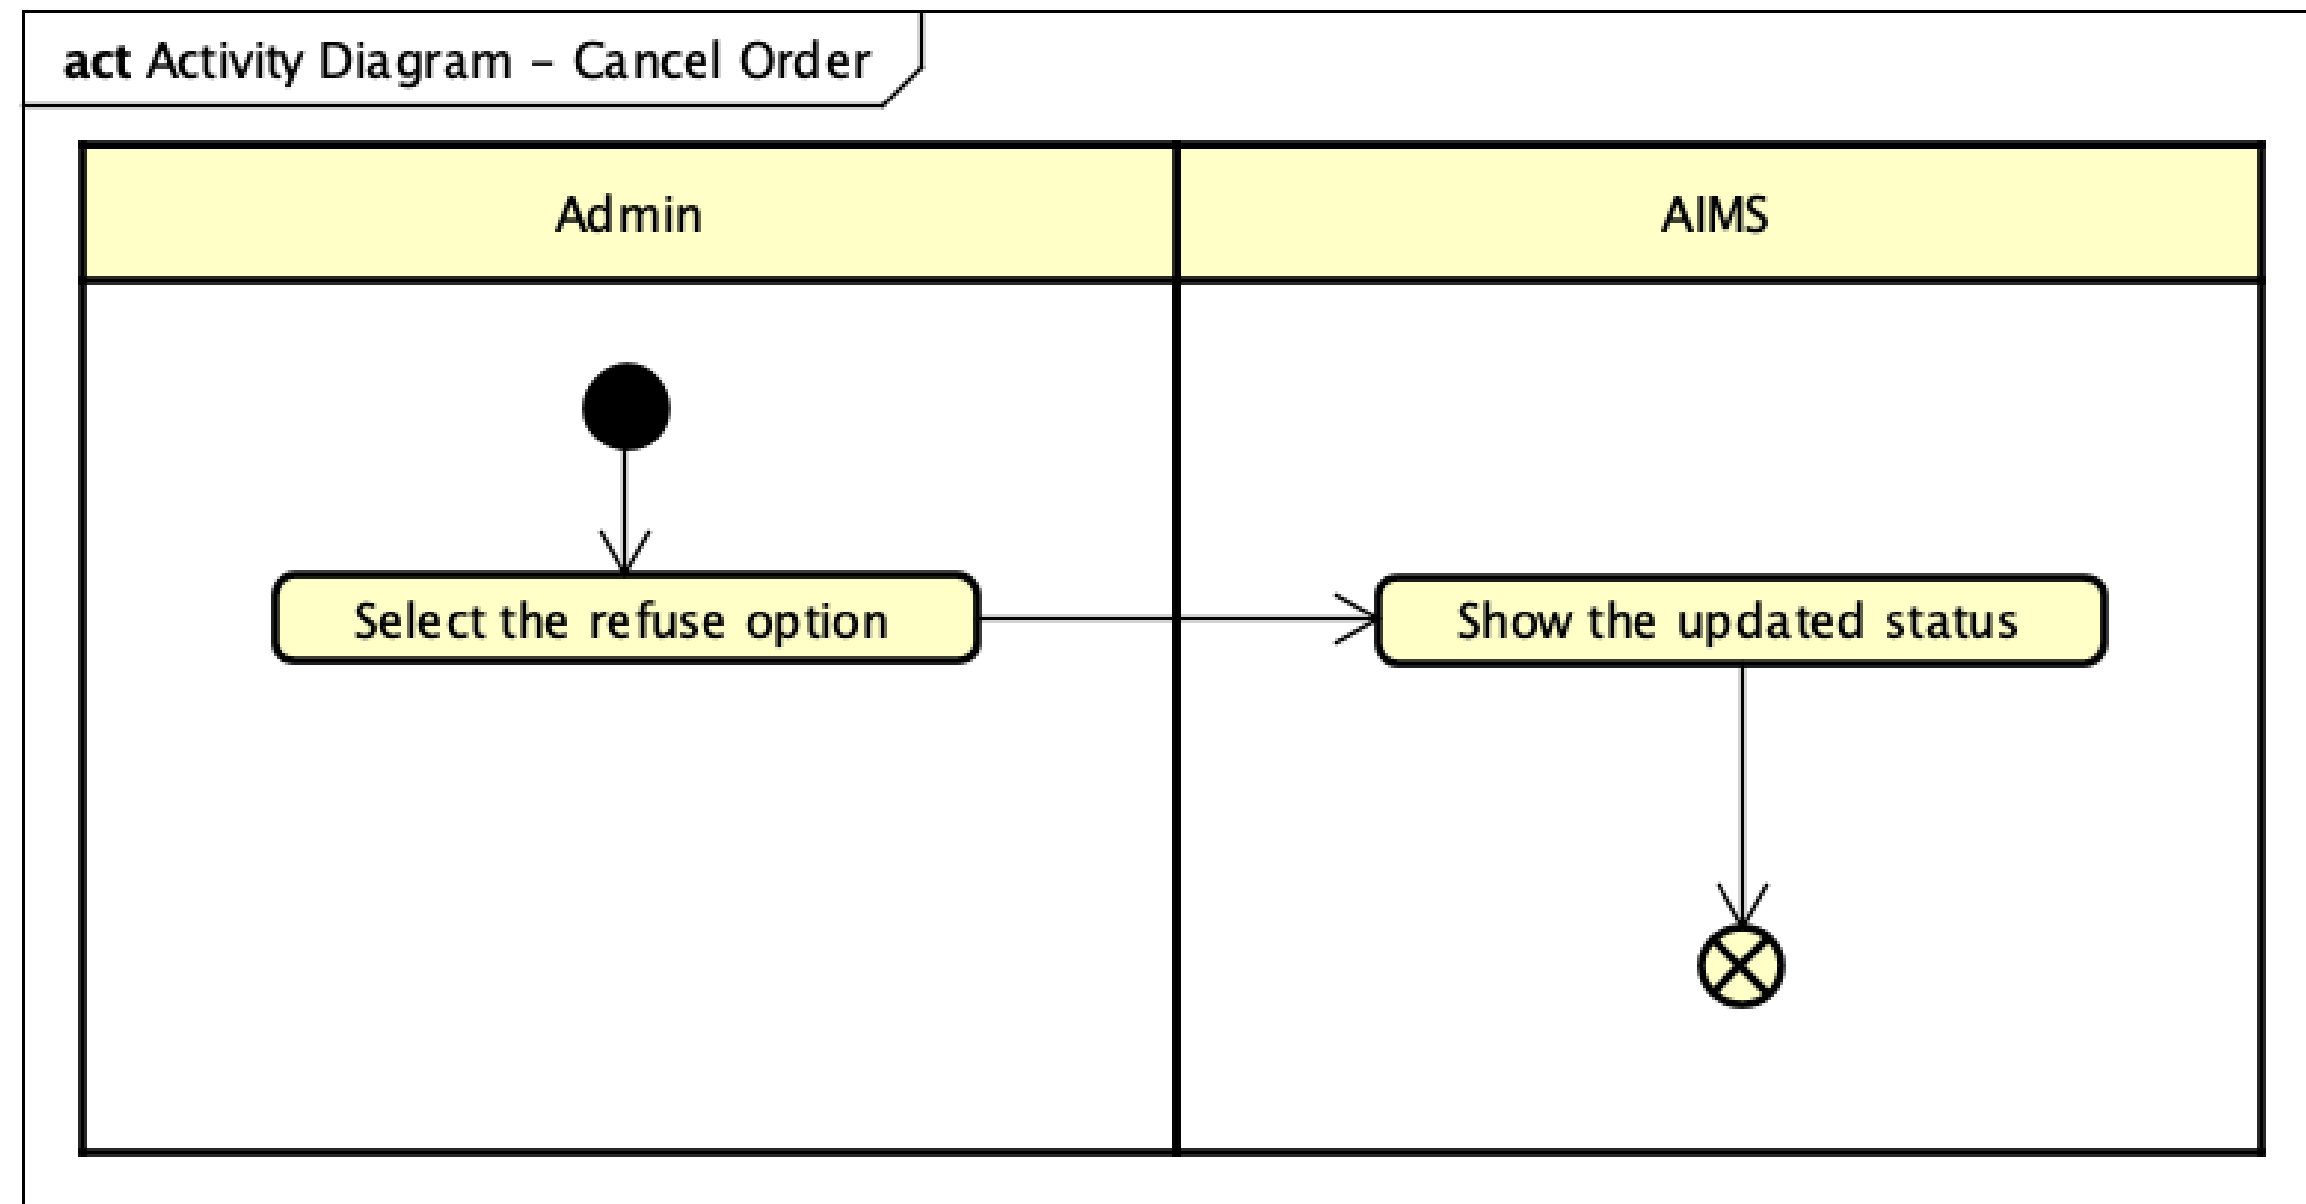 act Activity Diagram – Cancel Order
Admin
AIMS
Select the refuse option
Show the updated status